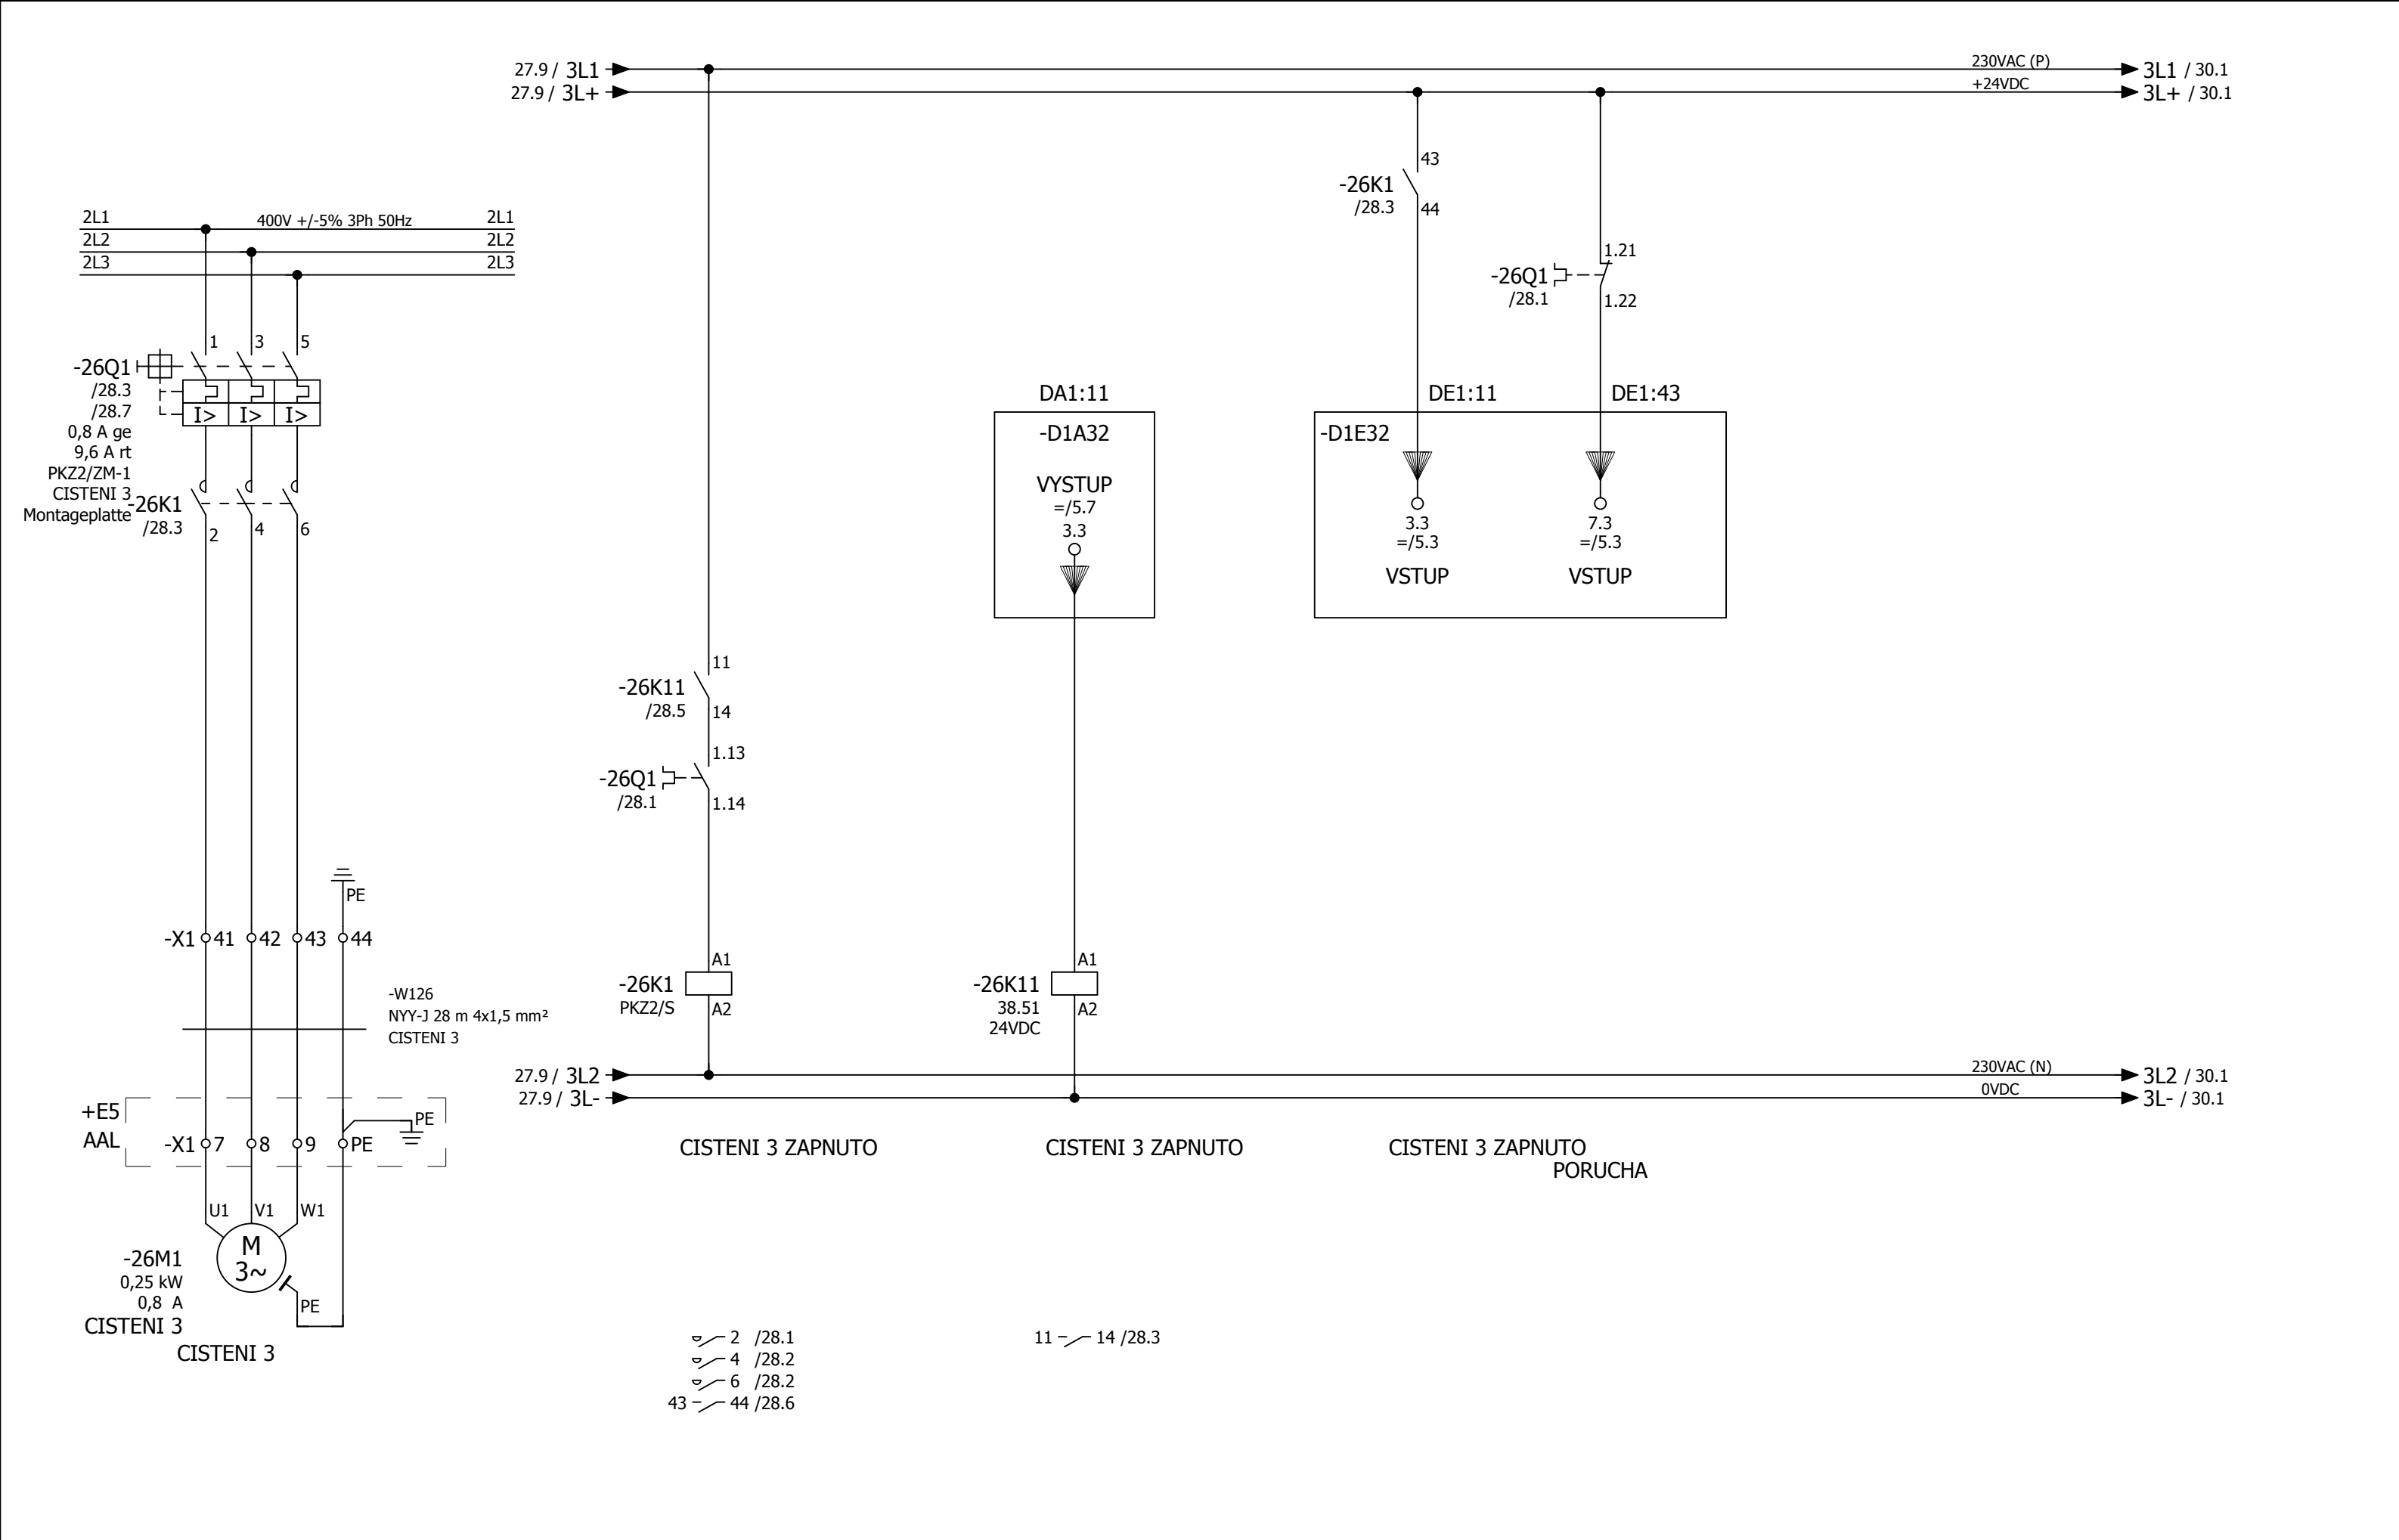 27.9 / 3L1
230VAC (P)
3L1 / 30.1
27.9 / 3L+
+24VDC
3L+ / 30.1
43
-26K1
/28.3
44
2L1
400V +/-5% 3Ph 50Hz
2L1
2L2
2L2
2L3
2L3
1.21
-26Q1
/28.1
1.22
1
3
5
-26Q1
/28.3
/28.7
0,8 A ge
9,6 A rt
PKZ2/ZM-1
CISTENI 3
Montageplatte
I>
I>
I>
-26K1
/28.3
2
4
6
DA1:11
-D1A32
VYSTUP
=/5.7
3.3
DE1:11
DE1:43
-D1E32
3.3
=/5.3
VSTUP
7.3
=/5.3
VSTUP
11
-26K11
/28.5
14
1.13
-26Q1
/28.1
1.14
PE
-X1
41
42
43
44
A1
-26K1
PKZ2/S
A2
A1
-26K11
38.51
24VDC
A2
-W126
NYY-J 28 m 4x1,5 mm²
CISTENI 3
27.9 / 3L2
230VAC (N)
3L2 / 30.1
27.9 / 3L-
0VDC
3L- / 30.1
+E5
AAL
PE
-X1
7
8
9
PE
CISTENI 3 ZAPNUTO
CISTENI 3 ZAPNUTO
CISTENI 3 ZAPNUTO
PORUCHA
U1
V1
W1
M
3~
-26M1
0,25 kW
0,8 A
CISTENI 3
PE
CISTENI 3
2 /28.1
4 /28.2
6 /28.2
43 44 /28.6
11 14 /28.3